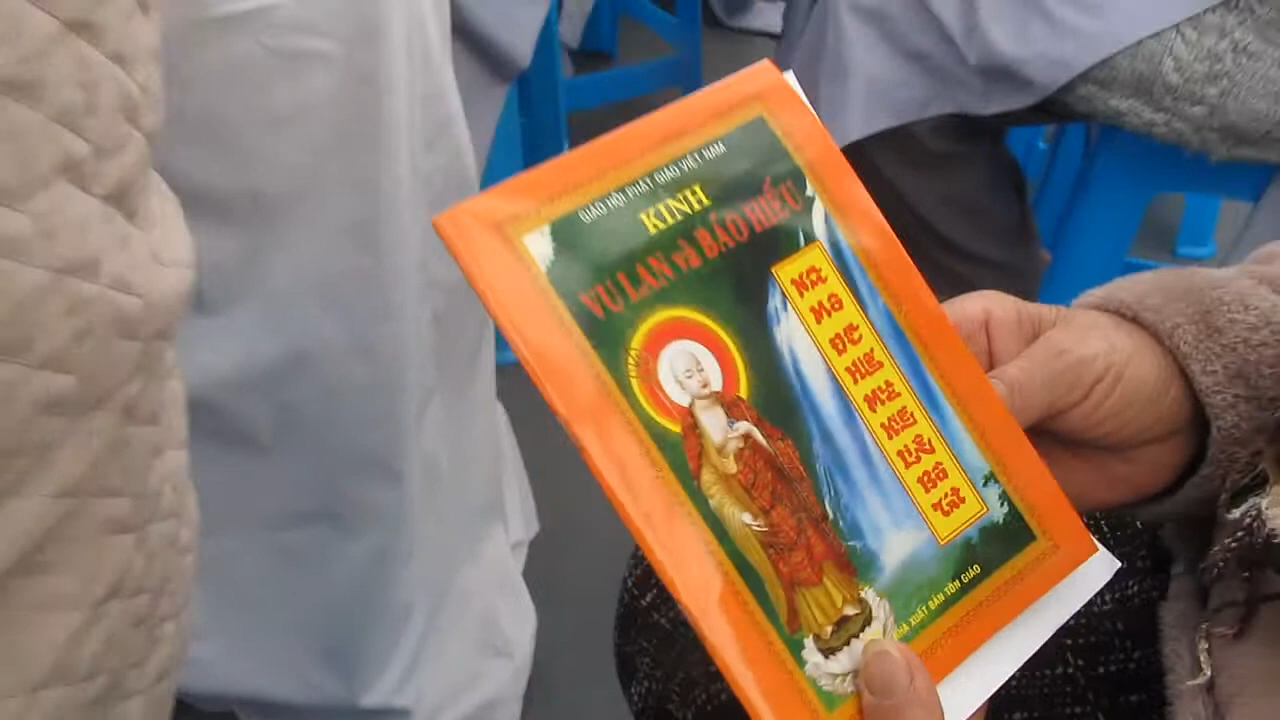 GIÁO HỘI PHẬT GIÁO VIỆT NAM
KINH
VU LAN và BÁO HIẾU
NA
MÔ
ĐẠI
HIẾU
MỤC
KIỀN
LIÊN
Bồ
Tát
NHÀ XUẤT BẢN TÔN GIÁO